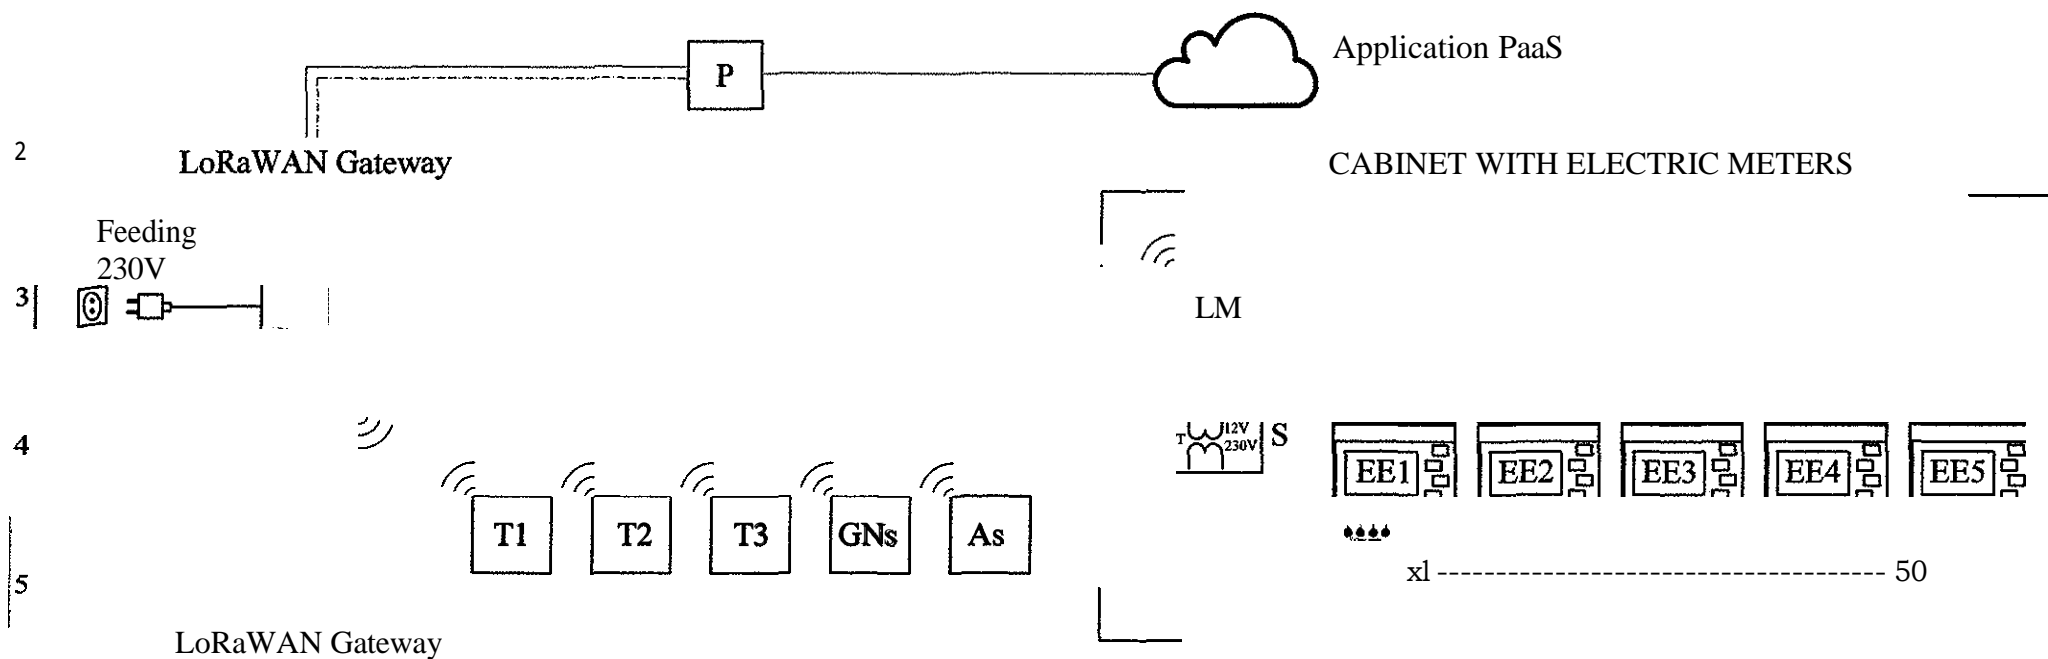 Application PaaS
P
2
LoRaWAN Gateway
CABINET WITH ELECTRIC METERS
Feeding
230V
3
LM
4
T 12V
230V
S
EE1 EE2 EE3 EE4 EE5
T1 T2 T3 GNs As
xl ------------------------------- 50
5
LoRaWAN Gateway